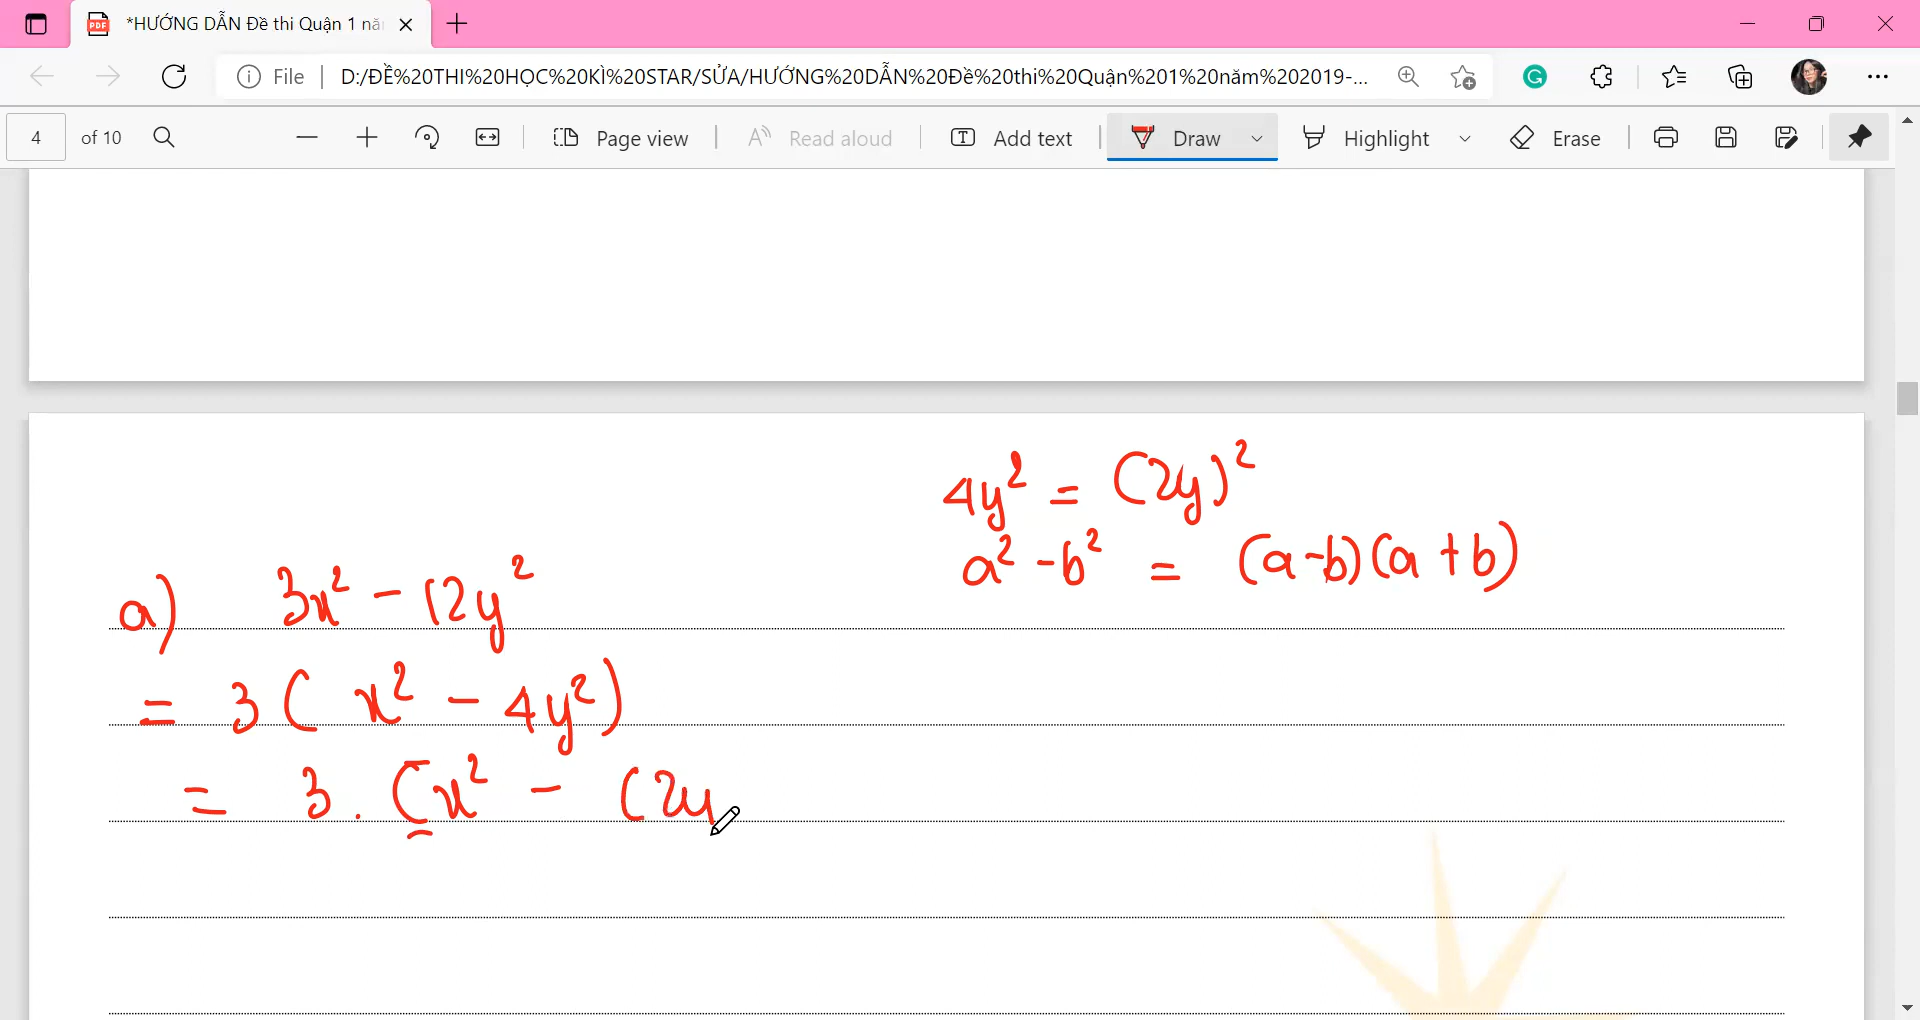 *HƯỚNG DẪN Đề thi Quận 1 nă
File D:/ĐỀ%20THI%20HỌC%20KÌ%20STAR/SỬA/HƯỚNG%20DẪN%20Đề%20thi%20Quận%201%20năm%202019-...
4 of 10 Page view Read aloud Add text Draw Highlight Erase
4y² = (2y)²
a² - b² = (a-b)(a+b)
a) 3x² - 12y²
= 3(x² - 4y²)
= 3. [x² - (2y